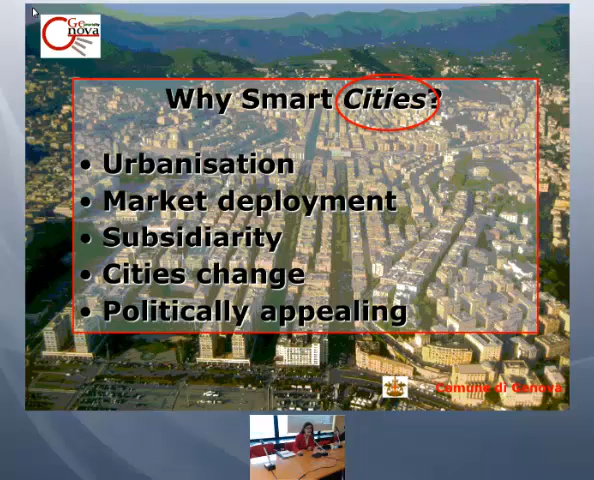 Genova
Why Smart Cities?
• Urbanisation
• Market deployment
• Subsidiarity
• Cities change
• Politically appealing
Comune di Genova